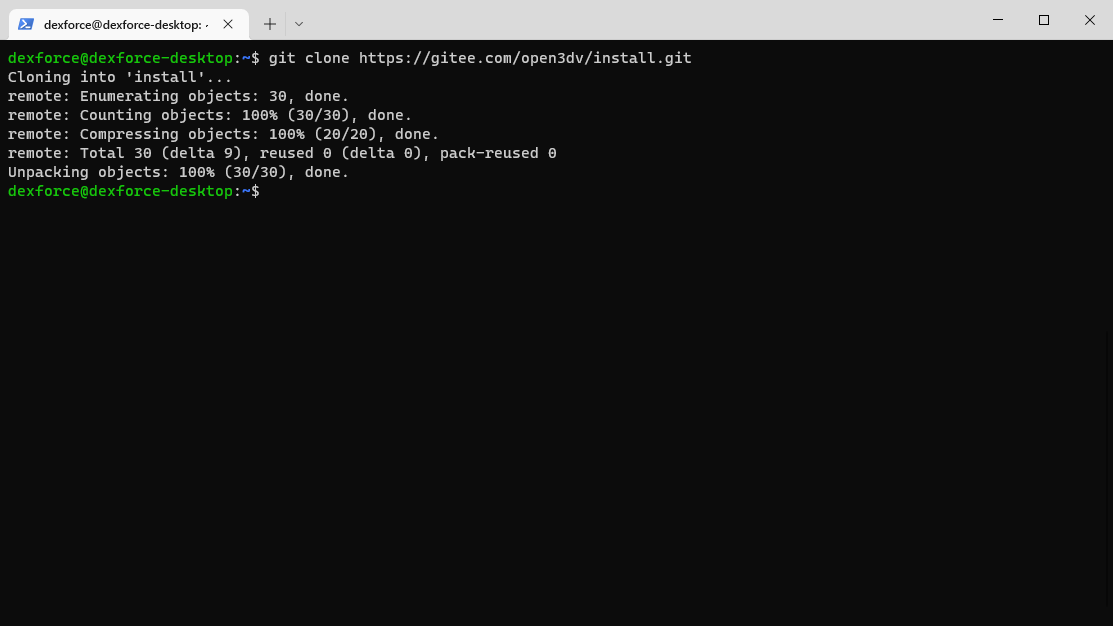 dexforce@dexforce-desktop: ~
dexforce@dexforce-desktop:~$ git clone https://gitee.com/open3dv/install.git
Cloning into 'install'...
remote: Enumerating objects: 30, done.
remote: Counting objects: 100% (30/30), done.
remote: Compressing objects: 100% (20/20), done.
remote: Total 30 (delta 9), reused 0 (delta 0), pack-reused 0
Unpacking objects: 100% (30/30), done.
dexforce@dexforce-desktop:~$